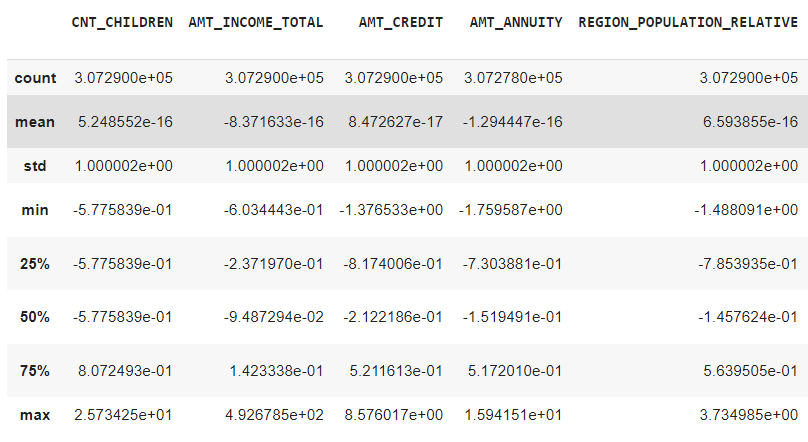 CNT_CHILDREN AMT_INCOME_TOTAL AMT_CREDIT AMT_ANNUITY REGION_POPULATION_RELATIVE
count 3.072900e+05 3.072900e+05 3.072900e+05 3.072780e+05 3.072900e+05
mean 5.248552e-16 -8.371633e-16 8.472627e-17 -1.294447e-16 6.593855e-16
std 1.000002e+00 1.000002e+00 1.000002e+00 1.000002e+00 1.000002e+00
min -5.775839e-01 -6.034443e-01 -1.376533e+00 -1.759587e+00 -1.488091e+00
25% -5.775839e-01 -2.371970e-01 -8.174006e-01 -7.303881e-01 -7.853935e-01
50% -5.775839e-01 -9.487294e-02 -2.122186e-01 -1.519491e-01 -1.457624e-01
75% 8.072493e-01 1.423338e-01 5.211613e-01 5.172010e-01 5.639505e-01
max 2.573425e+01 4.926785e+02 8.576017e+00 1.594151e+01 3.734985e+00